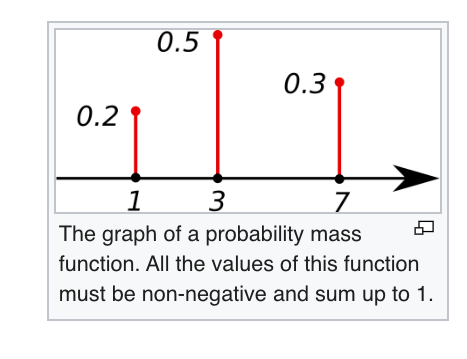 0.5
0.3
0.2
1 3 7
The graph of a probability mass
function. All the values of this function
must be non-negative and sum up to 1.